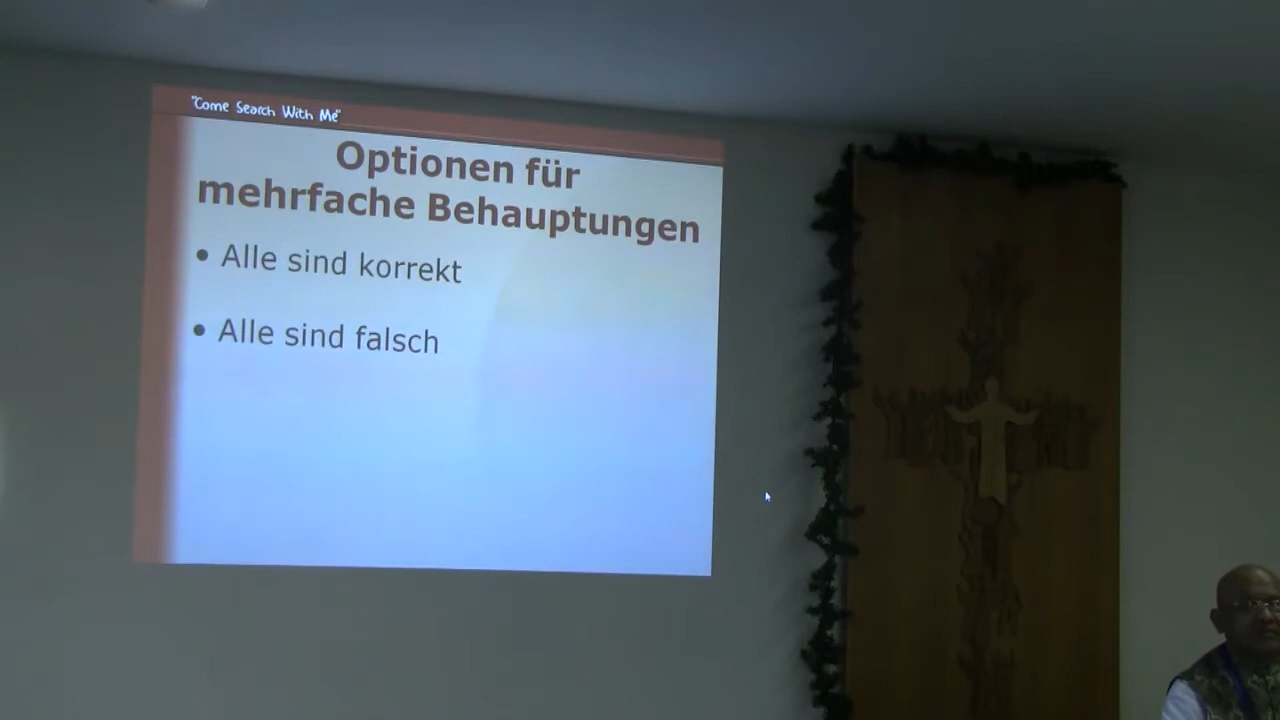 "Come Search With Me"
Optionen für
mehrfache Behauptungen
• Alle sind korrekt
• Alle sind falsch